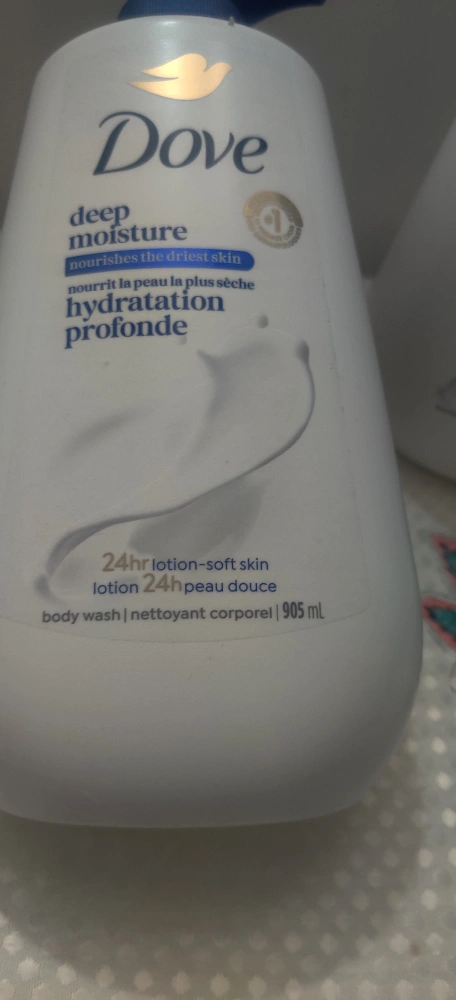 Dove
deep
moisture
#1
nourishes the driest skin
nourrit la peau la plus sèche
hydratation
profonde
24hr lotion-soft skin
lotion 24h peau douce
body wash | nettoyant corporel | 905 mL